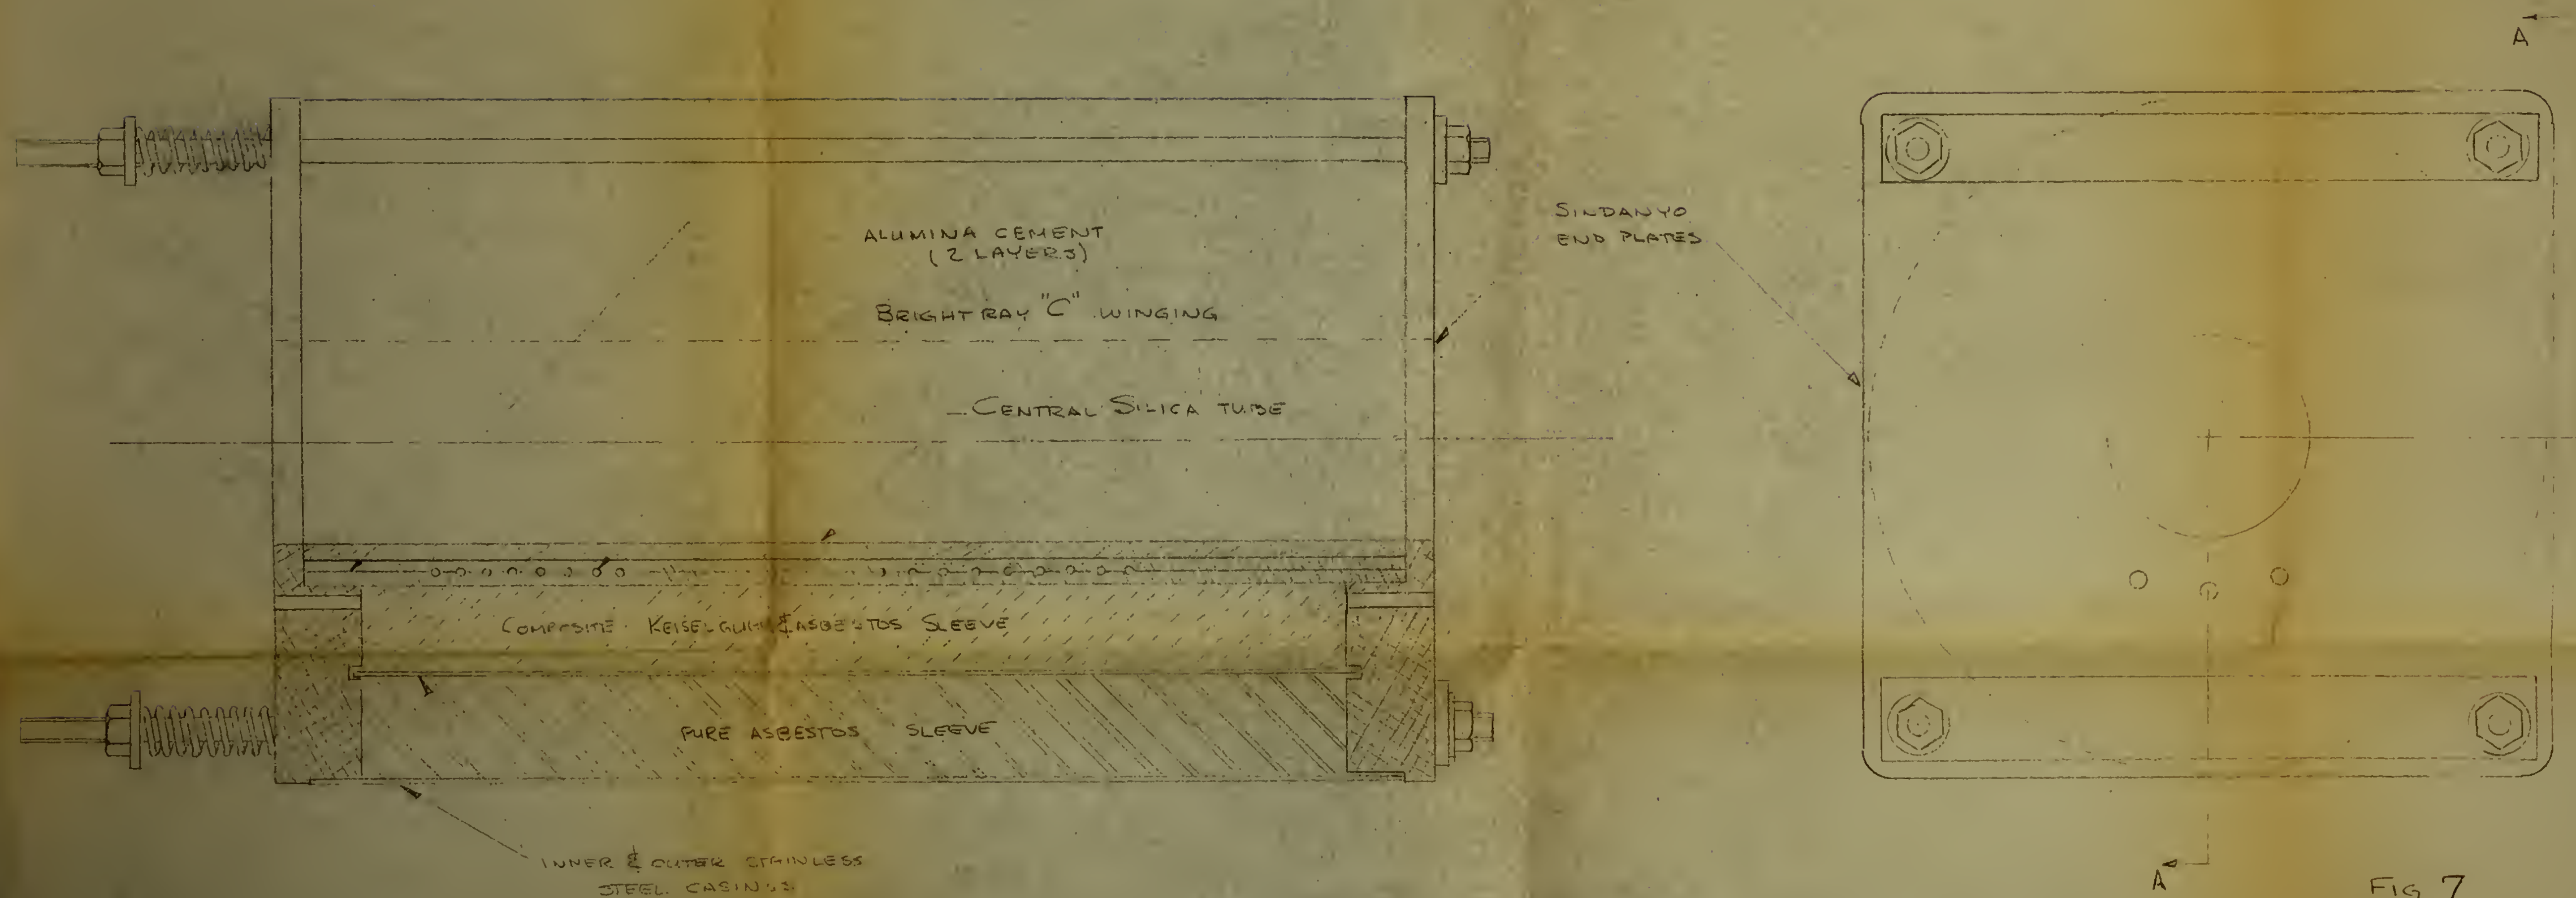 A
ALUMINA CEMENT
(2 LAYERS)
BRIGHTRAY "C" WINGING
CENTRAL SILICA TUBE
SINDANYO
END PLATES
COMPOSITE KEISELGUHR & ASBESTOS SLEEVE
PURE ASBESTOS SLEEVE
INNER & OUTER STAINLESS
STEEL CASINGS
A
FIG 7